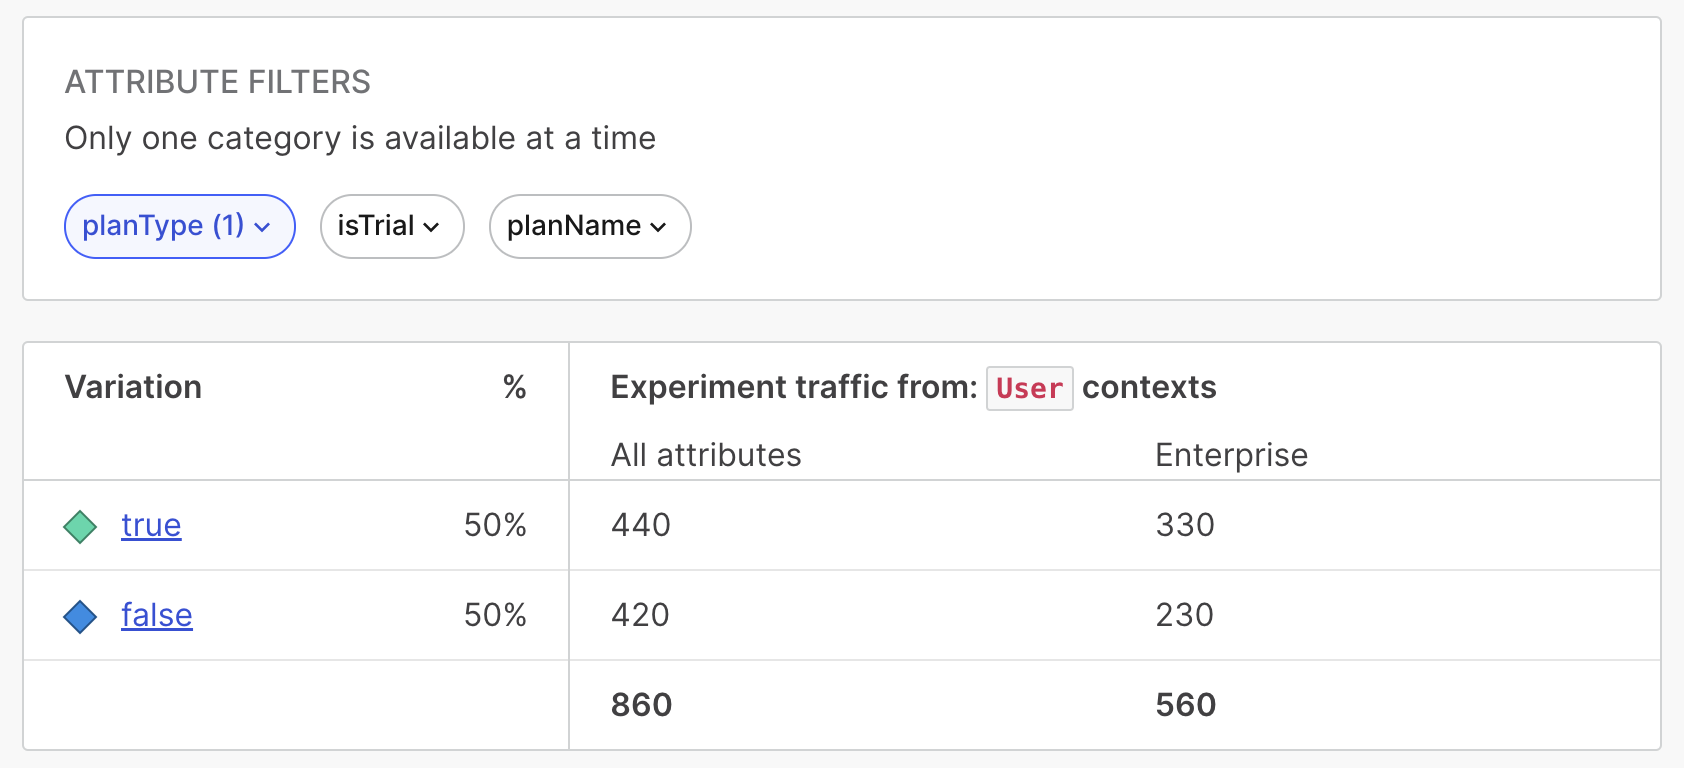 ATTRIBUTE FILTERS
Only one category is available at a time
planType (1) isTrial planName
Variation % Experiment traffic from: User contexts
All attributes Enterprise
true 50% 440 330
false 50% 420 230
860 560